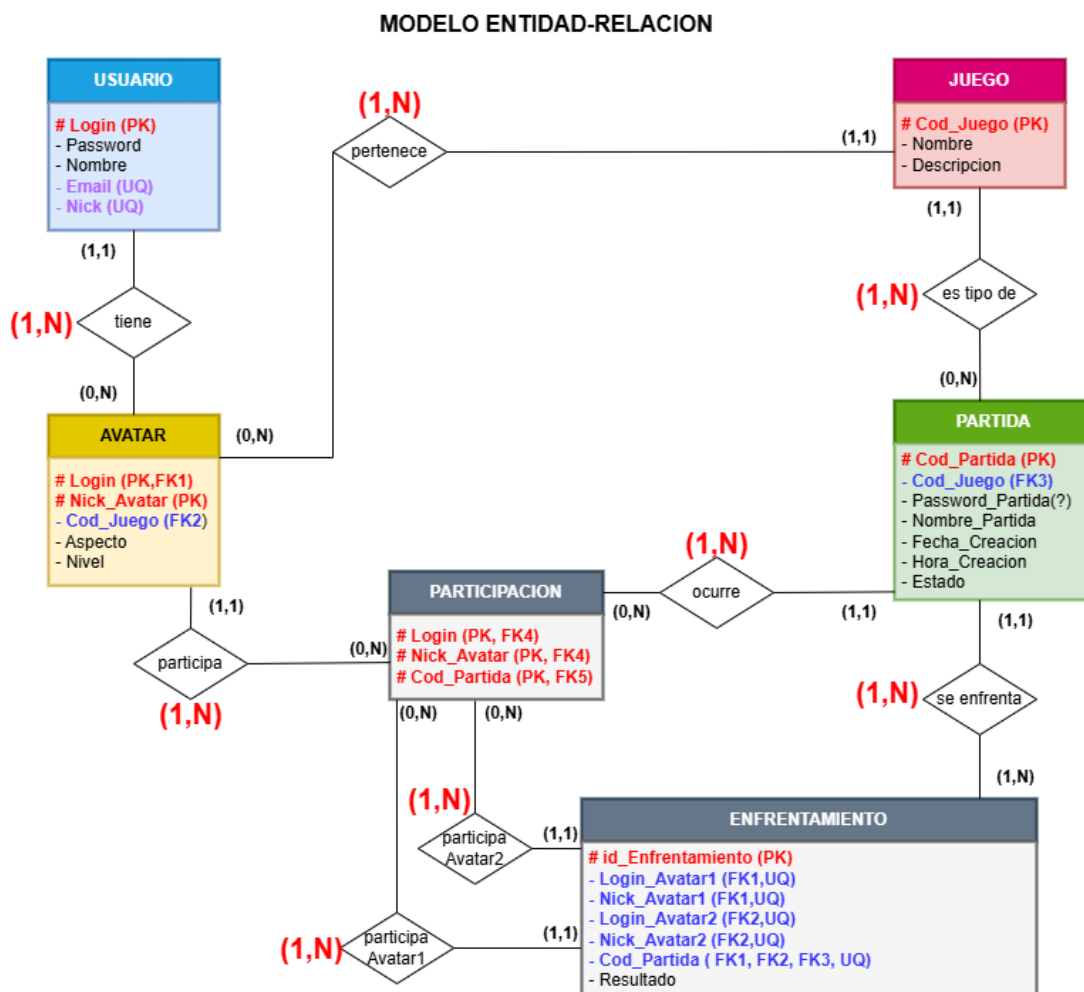 MODELO ENTIDAD-RELACION
USUARIO
# Login (PK)
- Password
- Nombre
- Email (UQ)
- Nick (UQ)
(1,1)
(1,N)
tiene
(0,N)
(1,N)
pertenece
(1,1)
JUEGO
# Cod_Juego (PK)
- Nombre
- Descripcion
(1,1)
(1,N)
es tipo de
(0,N)
AVATAR
# Login (PK,FK1)
# Nick_Avatar (PK)
- Cod_Juego (FK2)
- Aspecto
- Nivel
(0,N)
(1,1)
participa
(1,N)
(0,N)
PARTICIPACION
# Login (PK, FK4)
# Nick_Avatar (PK, FK4)
# Cod_Partida (PK, FK5)
(0,N)
(1,N)
ocurre
(1,1)
PARTIDA
# Cod_Partida (PK)
- Cod_Juego (FK3)
- Password_Partida(?)
- Nombre_Partida
- Fecha_Creacion
- Hora_Creacion
- Estado
(1,1)
(1,N)
se enfrenta
(1,N)
(0,N)
(0,N)
(1,N)
participa
Avatar2
(1,1)
(1,N)
participa
Avatar1
(1,1)
ENFRENTAMIENTO
# id_Enfrentamiento (PK)
- Login_Avatar1 (FK1,UQ)
- Nick_Avatar1 (FK1,UQ)
- Login_Avatar2 (FK2,UQ)
- Nick_Avatar2 (FK2,UQ)
- Cod_Partida ( FK1, FK2, FK3, UQ)
- Resultado